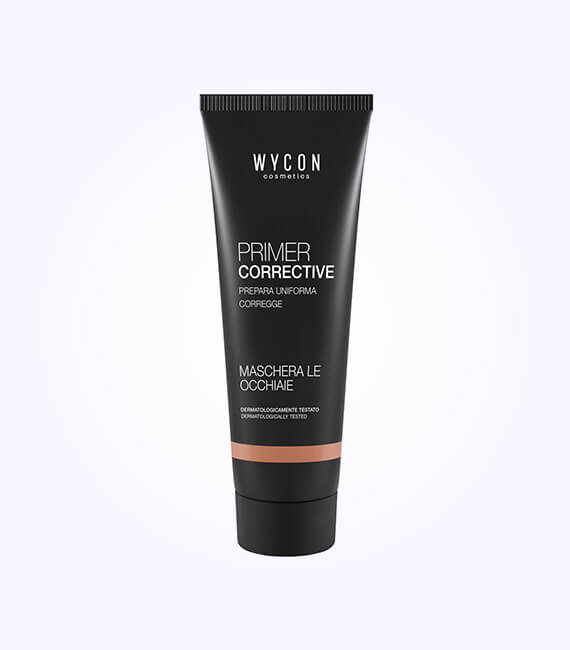 WYCON
cosmetics
PRIMER
CORRECTIVE
PREPARA UNIFORMA
CORREGGE
MASCHERA LE
OCCHIAIE
DERMATOLOGICAMENTE TESTATO
DERMATOLOGICALLY TESTED